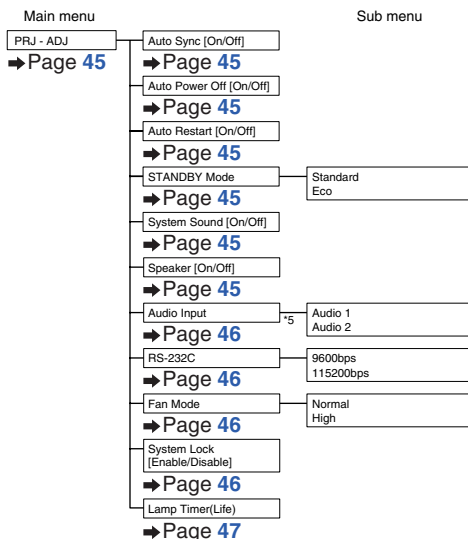 Main menu
Sub menu
PRJ - ADJ
➡Page 45
Auto Sync [On/Off]
➡Page 45
Auto Power Off [On/Off]
➡Page 45
Auto Restart [On/Off]
➡Page 45
STANDBY Mode
➡Page 45
Standard
Eco
System Sound [On/Off]
➡Page 45
Speaker [On/Off]
➡Page 45
Audio Input
➡Page 46
*5
Audio 1
Audio 2
RS-232C
➡Page 46
9600bps
115200bps
Fan Mode
➡Page 46
Normal
High
System Lock
[Enable/Disable]
➡Page 46
Lamp Timer(Life)
➡Page 47